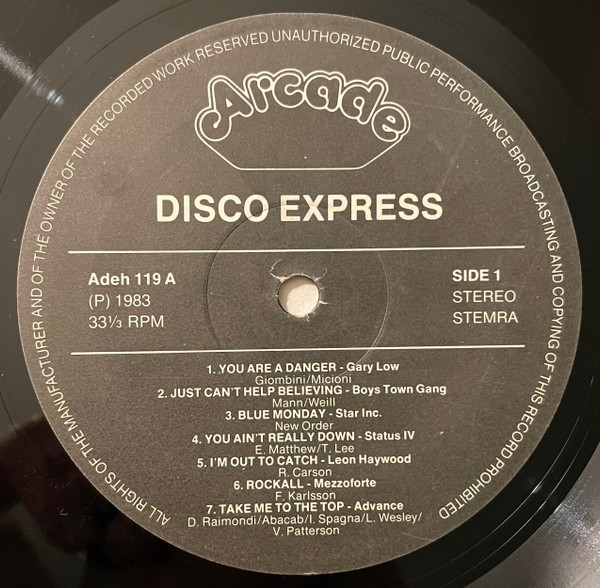 ALL RIGHTS OF THE MANUFACTURER AND OF THE OWNER OF THE RECORDED WORK RESERVED UNAUTHORIZED PUBLIC PERFORMANCE BROADCASTING AND COPYING OF THIS RECORD PROHIBITED
Arcade
DISCO EXPRESS
Adeh 119 A
(P) 1983
33⅓ RPM
SIDE 1
STEREO
STEMRA
1. YOU ARE A DANGER - Gary Low
Giombini/Micioni
2. JUST CAN'T HELP BELIEVING - Boys Town Gang
Mann/Weill
3. BLUE MONDAY - Star Inc.
New Order
4. YOU AIN'T REALLY DOWN - Status IV
E. Matthew/T. Lee
5. I'M OUT TO CATCH - Leon Haywood
R. Carson
6. ROCKALL - Mezzoforte
F. Karlsson
7. TAKE ME TO THE TOP - Advance
D. Raimondi/Abacab/I. Spagna/L. Wesley/
V. Patterson